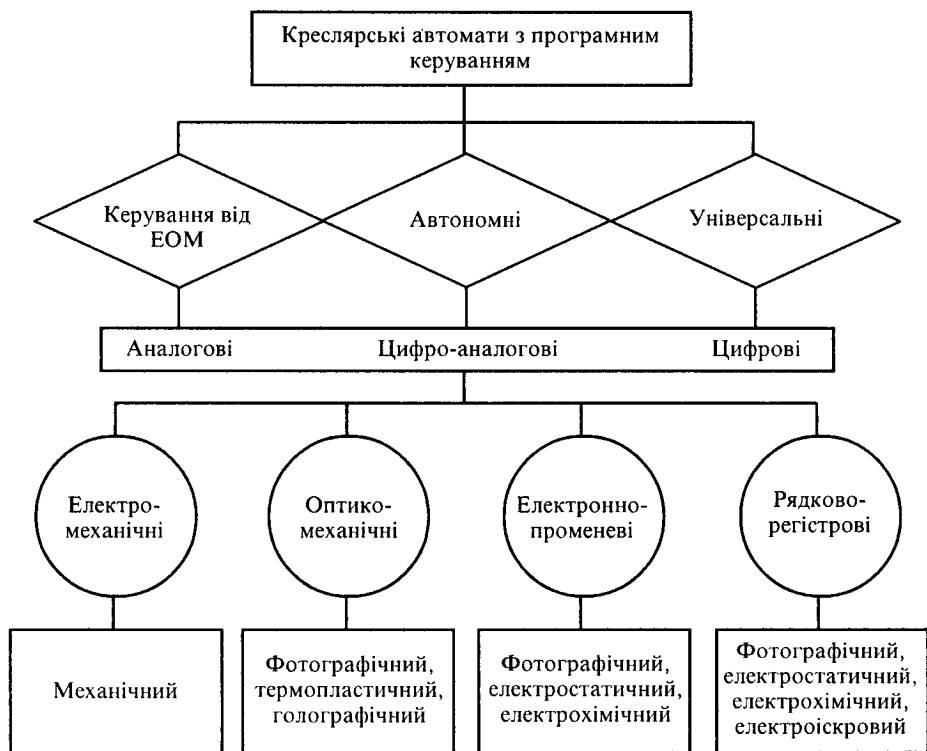 Креслярські автомати з програмним
керуванням
Керування від
ЕОМ
Автономні
Універсальні
Аналогові Цифро-аналогові Цифрові
Електро-
механічні
Оптико-
механічні
Електронно-
променеві
Рядково-
регістрові
Механічний
Фотографічний,
термопластичний,
голографічний
Фотографічний,
електростатичний,
електрохімічний
Фотографічний,
електростатичний,
електрохімічний,
електроіскровий